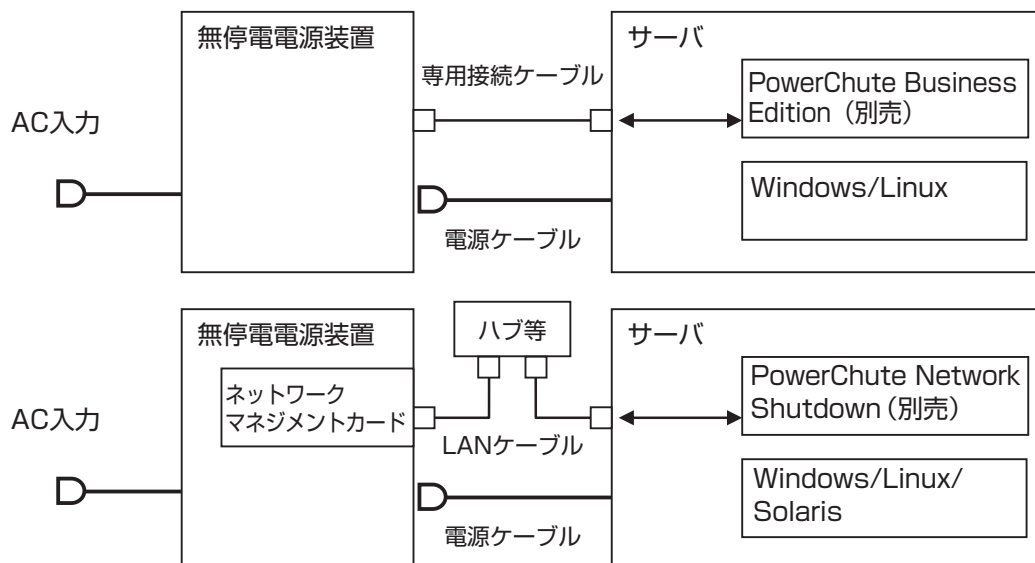 無停電電源装置
サーバ
専用接続ケーブル
PowerChute Business
Edition（別売）
AC入力
Windows/Linux
電源ケーブル
無停電電源装置
ハブ等
サーバ
ネットワーク
マネジメントカード
PowerChute Network
Shutdown（別売）
AC入力
LANケーブル
Windows/Linux/
Solaris
電源ケーブル